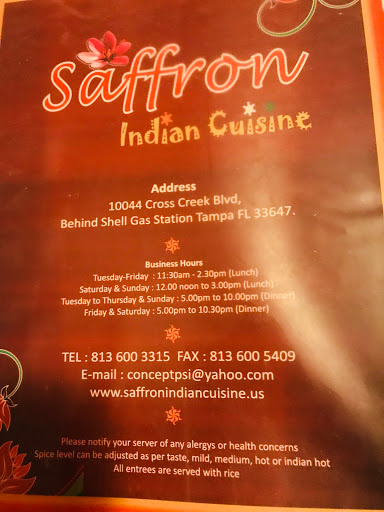 Saffron
Indian Cuisine
Address
10044 Cross Creek Blvd,
Behind Shell Gas Station Tampa FL 33647.
Business Hours
Tuesday-Friday : 11:30am - 2.30pm (Lunch)
Saturday & Sunday : 12.00 noon to 3.00pm (Lunch)
Tuesday to Thursday & Sunday : 5.00pm to 10.00pm (Dinner)
Friday & Saturday : 5.00pm to 10.30pm (Dinner)
TEL : 813 600 3315 FAX : 813 600 5409
E-mail : conceptpsi@yahoo.com
www.saffronindiancuisine.us
Please notify your server of any alergys or health concerns
Spice level can be adjusted as per taste, mild, medium, hot or indian hot
All entrees are served with rice